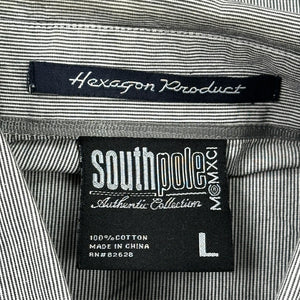 Hexagon Product
southpole
Authentic Collection
MCMXCI
100% COTTON
MADE IN CHINA
RN#82628
L